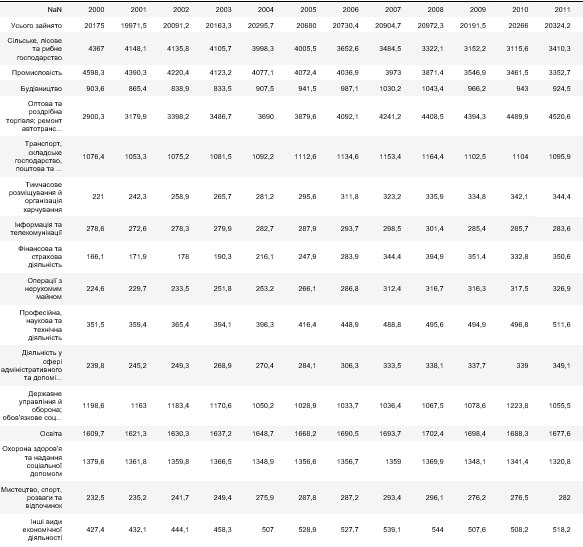 NaN 2000 2001 2002 2003 2004 2005 2006 2007 2008 2009 2010 2011
Усього зайнято 20175 19971,5 20091,2 20163,3 20295,7 20680 20730,4 20904,7 20972,3 20191,5 20266 20324,2
Сільське, лісове
та рибне
господарство 4367 4148,1 4135,8 4105,7 3998,3 4005,5 3652,6 3484,5 3322,1 3152,2 3115,6 3410,3
Промисловість 4598,3 4390,3 4220,4 4123,2 4077,1 4072,4 4036,9 3973 3871,4 3546,9 3461,5 3352,7
Будівництво 903,6 865,4 838,9 833,5 907,5 941,5 987,1 1030,2 1043,4 966,2 943 924,5
Оптова та
роздрібна
торгівля; ремонт
автотранс... 2900,3 3179,9 3398,2 3486,7 3690 3879,6 4092,1 4241,2 4408,5 4394,3 4489,9 4520,6
Транспорт,
складське
господарство,
поштова та ... 1076,4 1053,3 1075,2 1081,5 1092,2 1112,6 1134,6 1153,4 1164,4 1102,5 1104 1095,9
Тимчасове
розміщування й
організація
харчування 221 242,3 258,9 265,7 281,2 295,6 311,8 323,2 335,9 334,8 342,1 344,4
Інформація та
телекомунікації 278,6 272,6 278,3 279,9 282,7 287,9 293,7 298,5 301,4 285,4 285,7 283,6
Фінансова та
страхова
діяльність 166,1 171,9 178 190,3 216,1 247,9 283,9 344,4 394,9 351,4 332,8 350,6
Операції з
нерухомим
майном 224,6 229,7 233,5 251,8 253,2 266,1 286,8 312,4 316,7 316,3 317,5 326,9
Професійна,
наукова та
технічна
діяльність 351,5 359,4 365,4 394,1 396,3 416,4 448,9 488,8 495,6 494,9 496,8 511,6
Діяльність у
сфері
адміністративного
та допомі... 239,8 245,2 249,3 268,9 270,4 284,1 306,3 333,5 338,1 337,7 339 349,1
Державне
управління й
оборона;
обов'язкове соц... 1198,6 1163 1183,4 1170,6 1050,2 1028,9 1033,7 1036,4 1067,5 1078,6 1223,8 1055,5
Освіта 1609,7 1621,3 1630,3 1637,2 1648,7 1668,2 1690,5 1693,7 1702,4 1698,4 1688,3 1677,6
Охорона здоров'я
та надання
соціальної
допомоги 1379,6 1361,8 1359,8 1366,5 1348,9 1356,6 1356,7 1359 1369,9 1348,1 1341,4 1320,8
Мистецтво, спорт,
розваги та
відпочинок 232,5 235,2 241,7 249,4 275,9 287,8 287,2 293,4 296,1 276,2 276,5 282
Інші види
економічної
діяльності 427,4 432,1 444,1 458,3 507 528,9 527,7 539,1 544 507,6 508,2 518,2